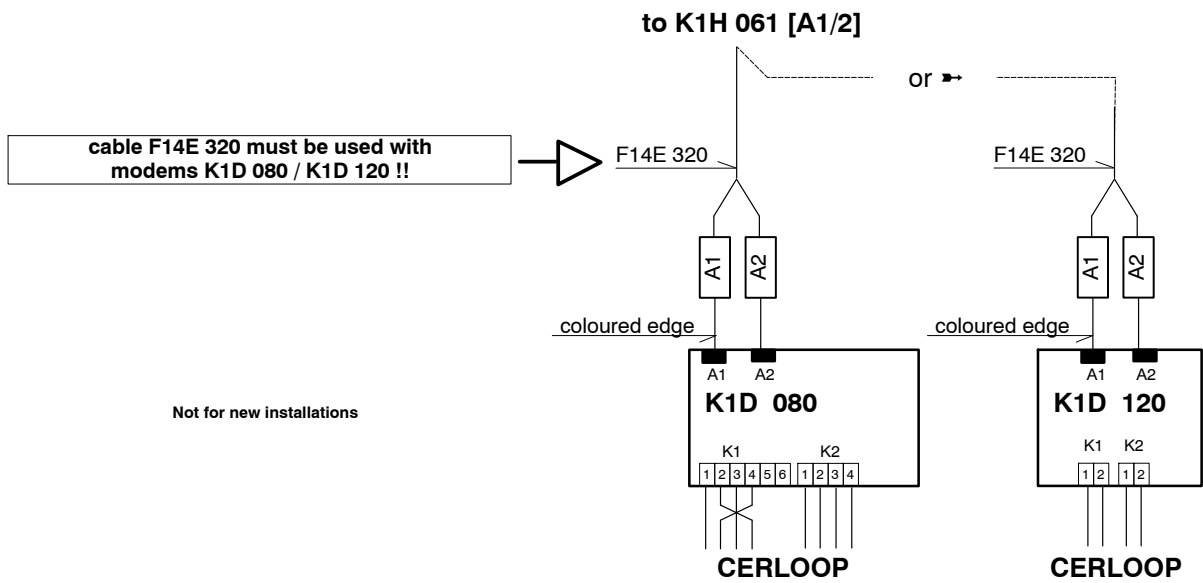 to K1H 061 [A1/2]
or
cable F14E 320 must be used with
modems K1D 080 / K1D 120 !!
F14E 320
F14E 320
A1
A2
A1
A2
coloured edge
coloured edge
A1 A2
K1D 080
A1 A2
K1D 120
Not for new installations
K1 K2
1 2 3 4 5 6 1 2 3 4
K1 K2
1 2 1 2
CERLOOP
CERLOOP